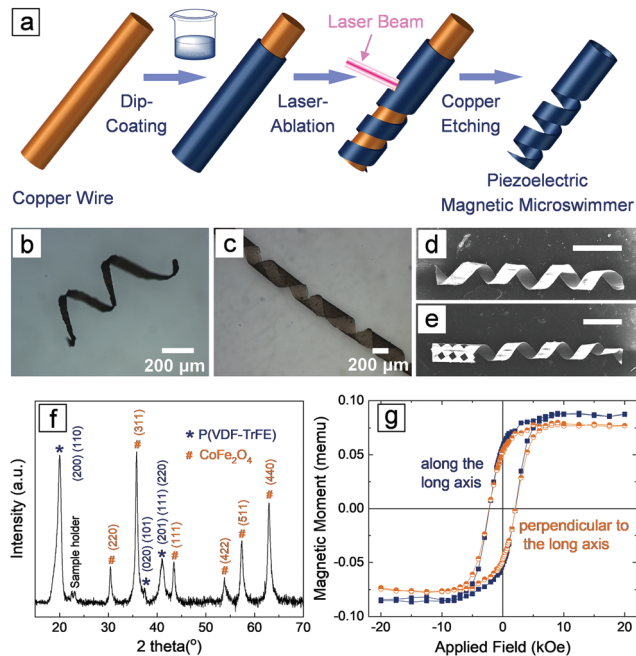 a
Laser Beam
Dip-
Coating
Laser-
Ablation
Copper
Etching
Copper Wire
Piezoelectric
Magnetic Microswimmer
b
200 µm
c
200 µm
d
e
f
* P(VDF-TrFE)
# CoFe2O4
* (200) (110)
Sample holder
# (220)
# (311)
* (020) (101)
* (201) (111) (220)
# (111)
# (422)
# (511)
# (440)
Intensity (a.u.)
20 30 40 50 60 70
2 theta(°)
g
0.10
0.05
0.00
-0.05
-0.10
Magnetic Moment (memu)
along the
long axis
perpendicular to
the long axis
-20 -10 0 10 20
Applied Field (kOe)